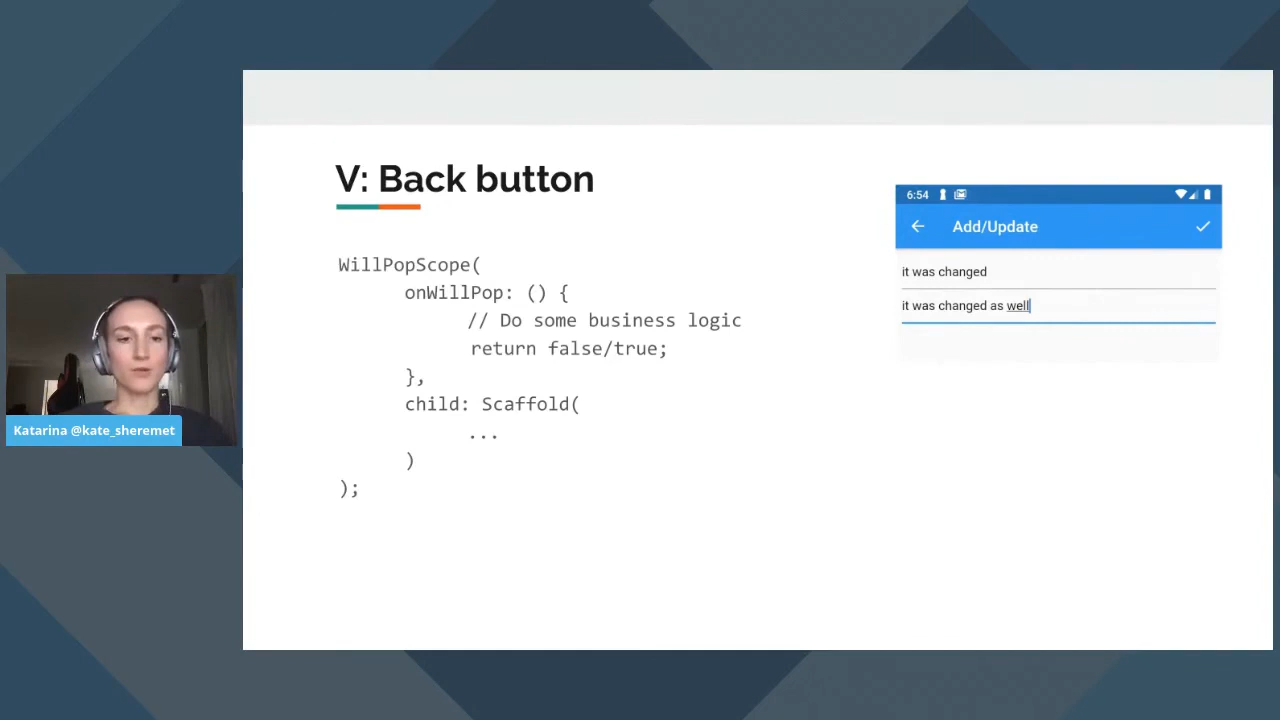 V: Back button
WillPopScope(
onWillPop: () {
// Do some business logic
return false/true;
},
child: Scaffold(
...
)
);
6:54
Add/Update
it was changed
it was changed as well
Katarina @kate_sheremet